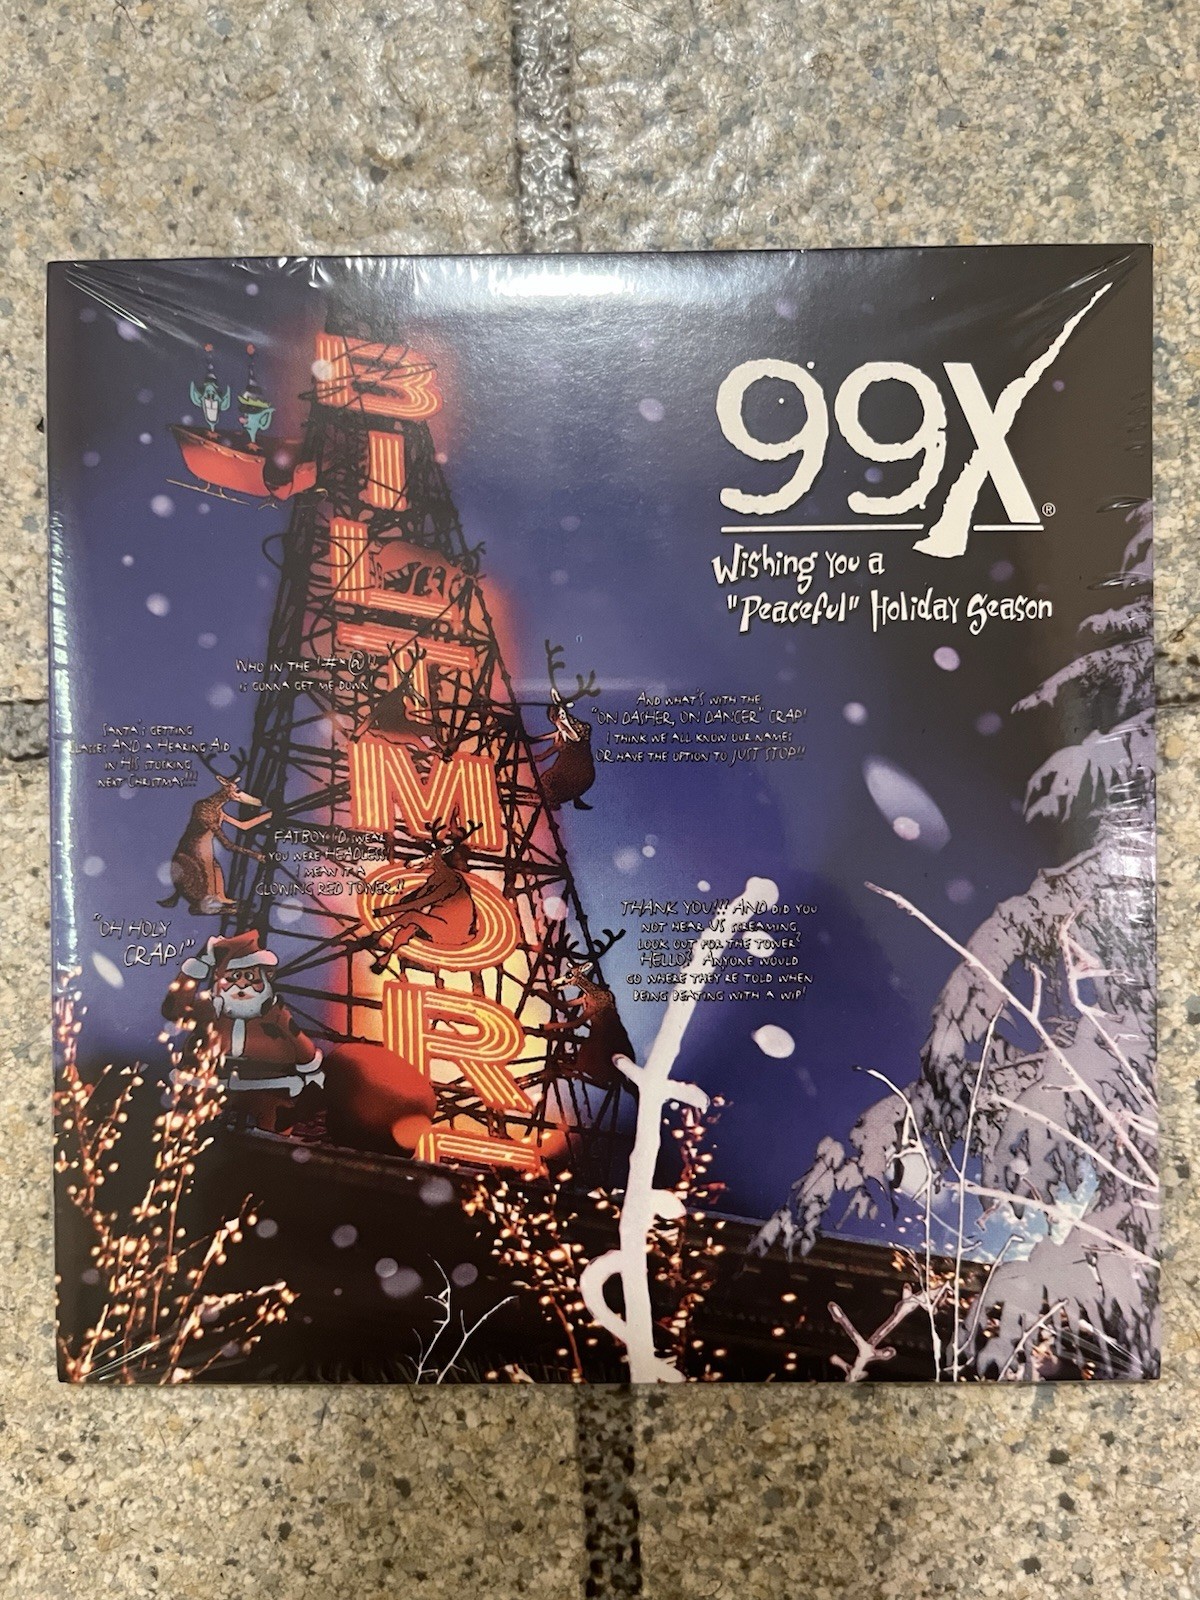 BILTMORE
99X®
Wishing You a
"Peaceful" Holiday Season
WHO IN THE !#*@!!
IS GONNA GET ME DOWN!
AND WHAT'S WITH THE
"ON DASHER, ON DANCER" CRAP!
I THINK WE ALL KNOW OUR NAMES
OR HAVE THE OPTION TO JUST STOP!!
SANTA'S GETTING
GLASSES AND A HEARING AID
IN HIS STOCKING
NEXT CHRISTMAS!!!
FATBOY I'D SWEAR
YOU WERE HEADLESS!
I MEAN IT'S A
GLOWING RED TOWER!!
"OH HOLY
CRAP!"
THANK YOU!!! AND DID YOU
NOT HEAR US SCREAMING
LOOK OUT FOR THE TOWER?
HELLO? ANYONE WOULD
GO WHERE THEY'RE TOLD WHEN
BEING BEATING WITH A WIP!